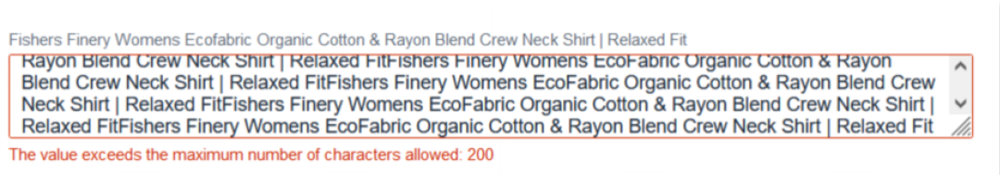 Fishers Finery Womens Ecofabric Organic Cotton & Rayon Blend Crew Neck Shirt | Relaxed Fit
Rayon Blend Crew Neck Shirt | Relaxed FitFishers Finery Womens EcoFabric Organic Cotton & Rayon
Blend Crew Neck Shirt | Relaxed FitFishers Finery Womens EcoFabric Organic Cotton & Rayon Blend Crew
Neck Shirt | Relaxed FitFishers Finery Womens EcoFabric Organic Cotton & Rayon Blend Crew Neck Shirt |
Relaxed FitFishers Finery Womens EcoFabric Organic Cotton & Rayon Blend Crew Neck Shirt | Relaxed Fit
The value exceeds the maximum number of characters allowed: 200